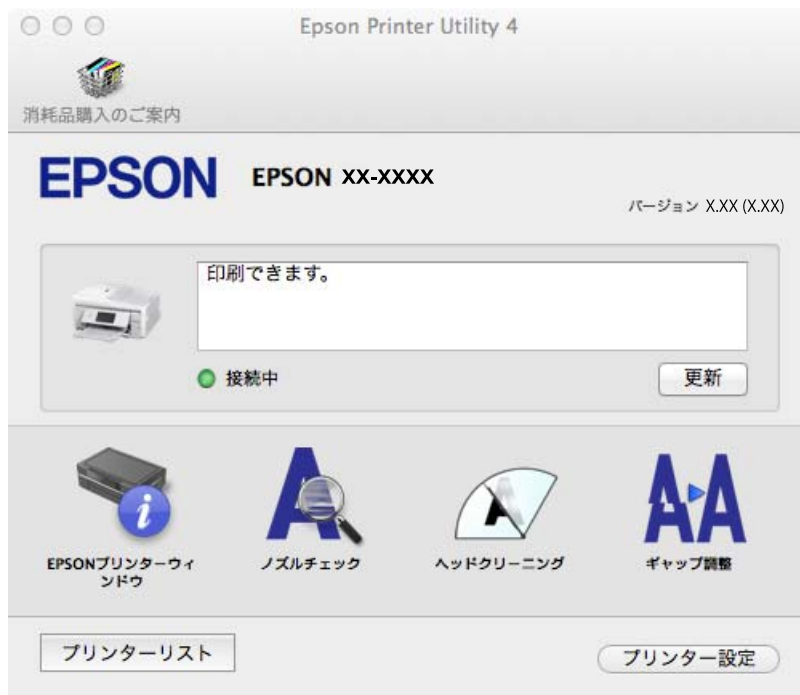 Epson Printer Utility 4
消耗品購入のご案内
EPSON EPSON XX-XXXX
バージョン X.XX (X.XX)
印刷できます。
接続中
更新
EPSONプリンターウィ
ンドウ
ノズルチェック
ヘッドクリーニング
ギャップ調整
プリンターリスト
プリンター設定